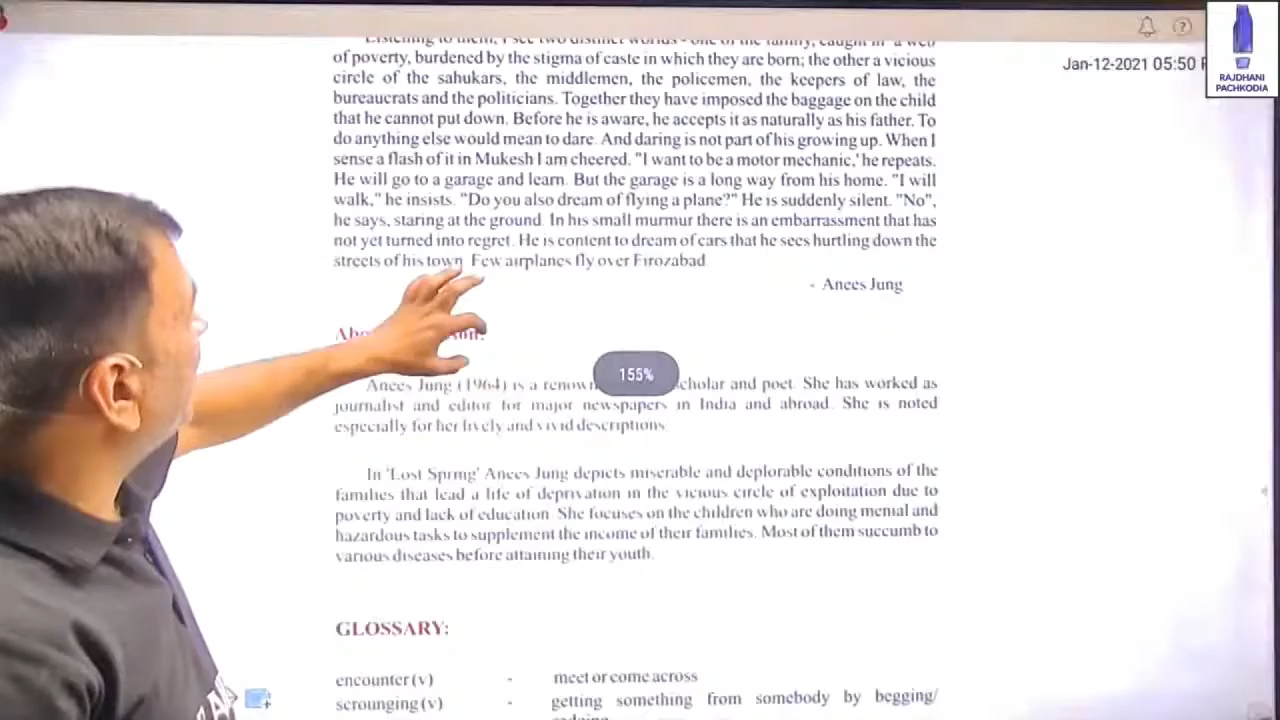 RAJDHANI
PACHKODIA
Jan-12-2021 05:50
Listening to them, I see two distinct worlds - one of the family, caught in a web
of poverty, burdened by the stigma of caste in which they are born; the other a vicious
circle of the sahukars, the middlemen, the policemen, the keepers of law, the
bureaucrats and the politicians. Together they have imposed the baggage on the child
that he cannot put down. Before he is aware, he accepts it as naturally as his father. To
do anything else would mean to dare. And daring is not part of his growing up. When I
sense a flash of it in Mukesh I am cheered. "I want to be a motor mechanic,' he repeats.
He will go to a garage and learn. But the garage is a long way from his home. "I will
walk," he insists. "Do you also dream of flying a plane?" He is suddenly silent. "No",
he says, staring at the ground. In his small murmur there is an embarrassment that has
not yet turned into regret. He is content to dream of cars that he sees hurtling down the
streets of his town. Few airplanes fly over Firozabad.
- Anees Jung
155%
Anees Jung (1964) is a scholar and poet. She has worked as
journalist and editor for major newspapers in India and abroad. She is noted
especially for her lively and vivid descriptions.
In 'Lost Spring' Anees Jung depicts miserable and deplorable conditions of the
families that lead a life of deprivation in the vicious circle of exploitation due to
poverty and lack of education. She focuses on the children who are doing menial and
hazardous tasks to supplement the income of their families. Most of them succumb to
various diseases before attaining their youth.
GLOSSARY:
encounter (v) - meet or come across
scrounging (v) - getting something from somebody by begging/